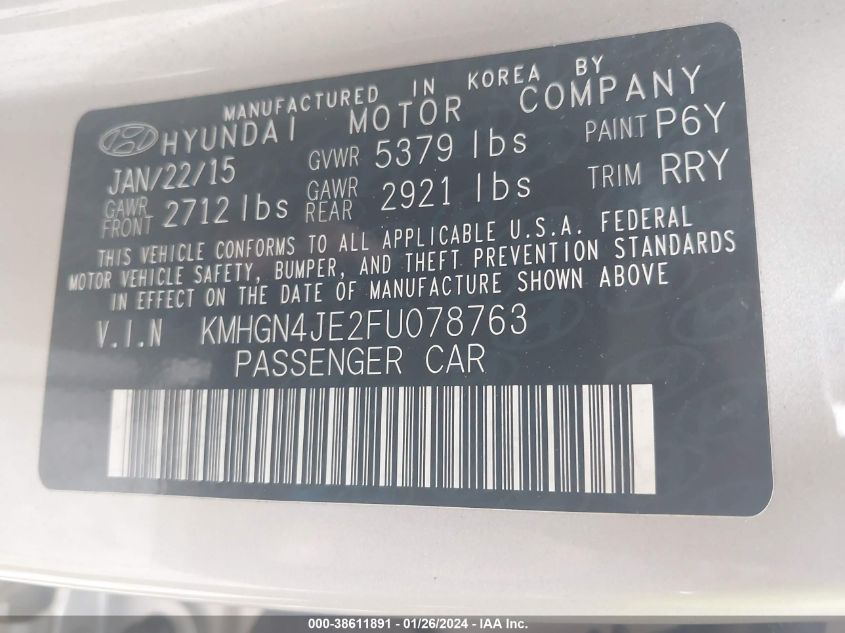 MANUFACTURED IN KOREA BY
HYUNDAI MOTOR COMPANY
JAN/22/15 GVWR 5379 lbs PAINT P6Y
GAWR FRONT 2712 lbs GAWR REAR 2921 lbs TRIM RRY
THIS VEHICLE CONFORMS TO ALL APPLICABLE U.S.A. FEDERAL
MOTOR VEHICLE SAFETY, BUMPER, AND THEFT PREVENTION STANDARDS
IN EFFECT ON THE DATE OF MANUFACTURE SHOWN ABOVE
V.I.N KMHGN4JE2FU078763
PASSENGER CAR
000-38611891 - 01/26/2024 - IAA Inc.